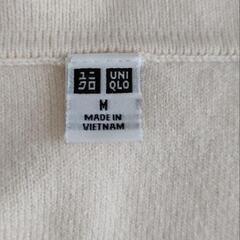 ユニ UNI
クロ QLO
M
MADE IN
VIETNAM